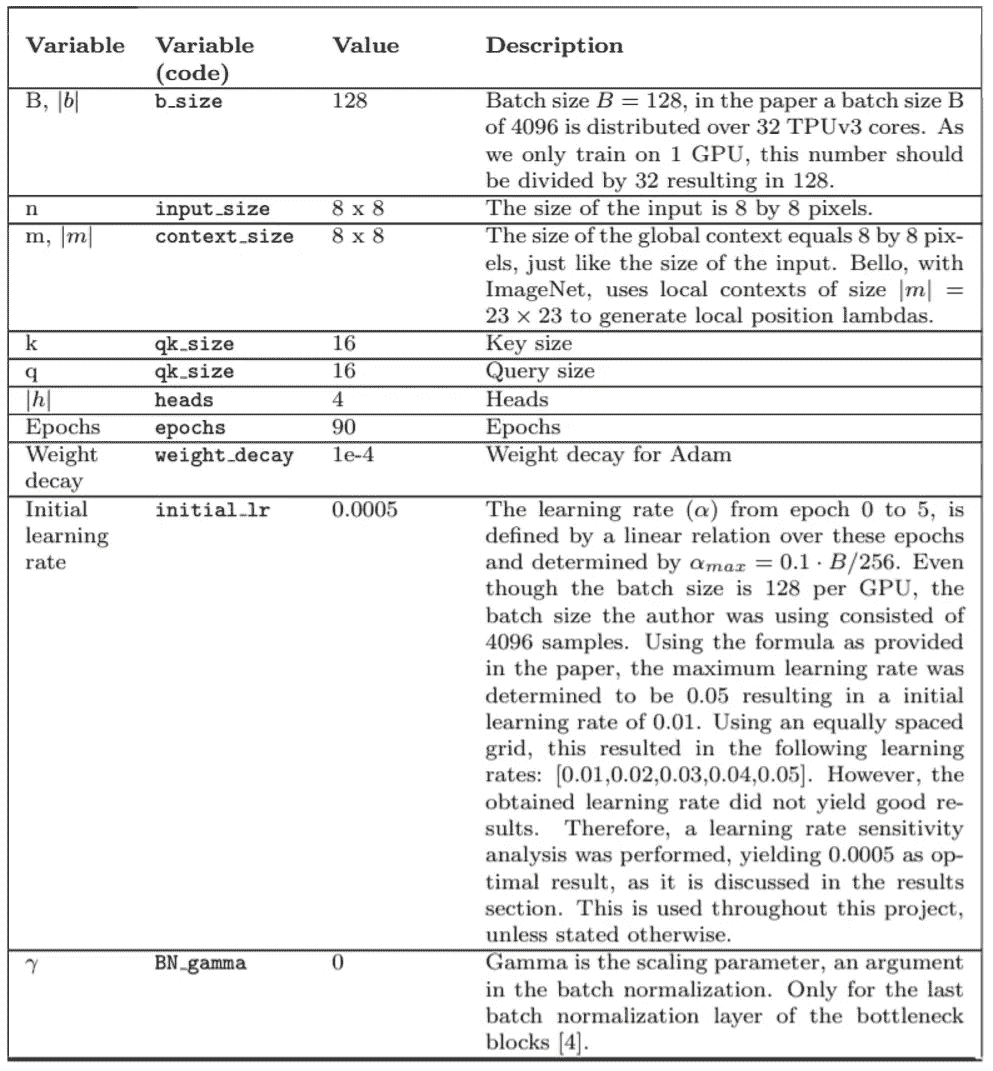 Variable Variable Value Description
(code)
B, |b| b_size 128 Batch size B = 128, in the paper a batch size B
of 4096 is distributed over 32 TPUv3 cores. As
we only train on 1 GPU, this number should
be divided by 32 resulting in 128.
n input_size 8 x 8 The size of the input is 8 by 8 pixels.
m, |m| context_size 8 x 8 The size of the global context equals 8 by 8 pix-
els, just like the size of the input. Bello, with
ImageNet, uses local contexts of size |m| =
23 × 23 to generate local position lambdas.
k qk_size 16 Key size
q qk_size 16 Query size
|h| heads 4 Heads
Epochs epochs 90 Epochs
Weight weight_decay 1e-4 Weight decay for Adam
decay
Initial initial_lr 0.0005 The learning rate (α) from epoch 0 to 5, is
learning defined by a linear relation over these epochs
rate and determined by αmax = 0.1 · B/256. Even
though the batch size is 128 per GPU, the
batch size the author was using consisted of
4096 samples. Using the formula as provided
in the paper, the maximum learning rate was
determined to be 0.05 resulting in a initial
learning rate of 0.01. Using an equally spaced
grid, this resulted in the following learning
rates: [0.01,0.02,0.03,0.04,0.05]. However, the
obtained learning rate did not yield good re-
sults. Therefore, a learning rate sensitivity
analysis was performed, yielding 0.0005 as op-
timal result, as it is discussed in the results
section. This is used throughout this project,
unless stated otherwise.
γ BN_gamma 0 Gamma is the scaling parameter, an argument
in the batch normalization. Only for the last
batch normalization layer of the bottleneck
blocks [4].